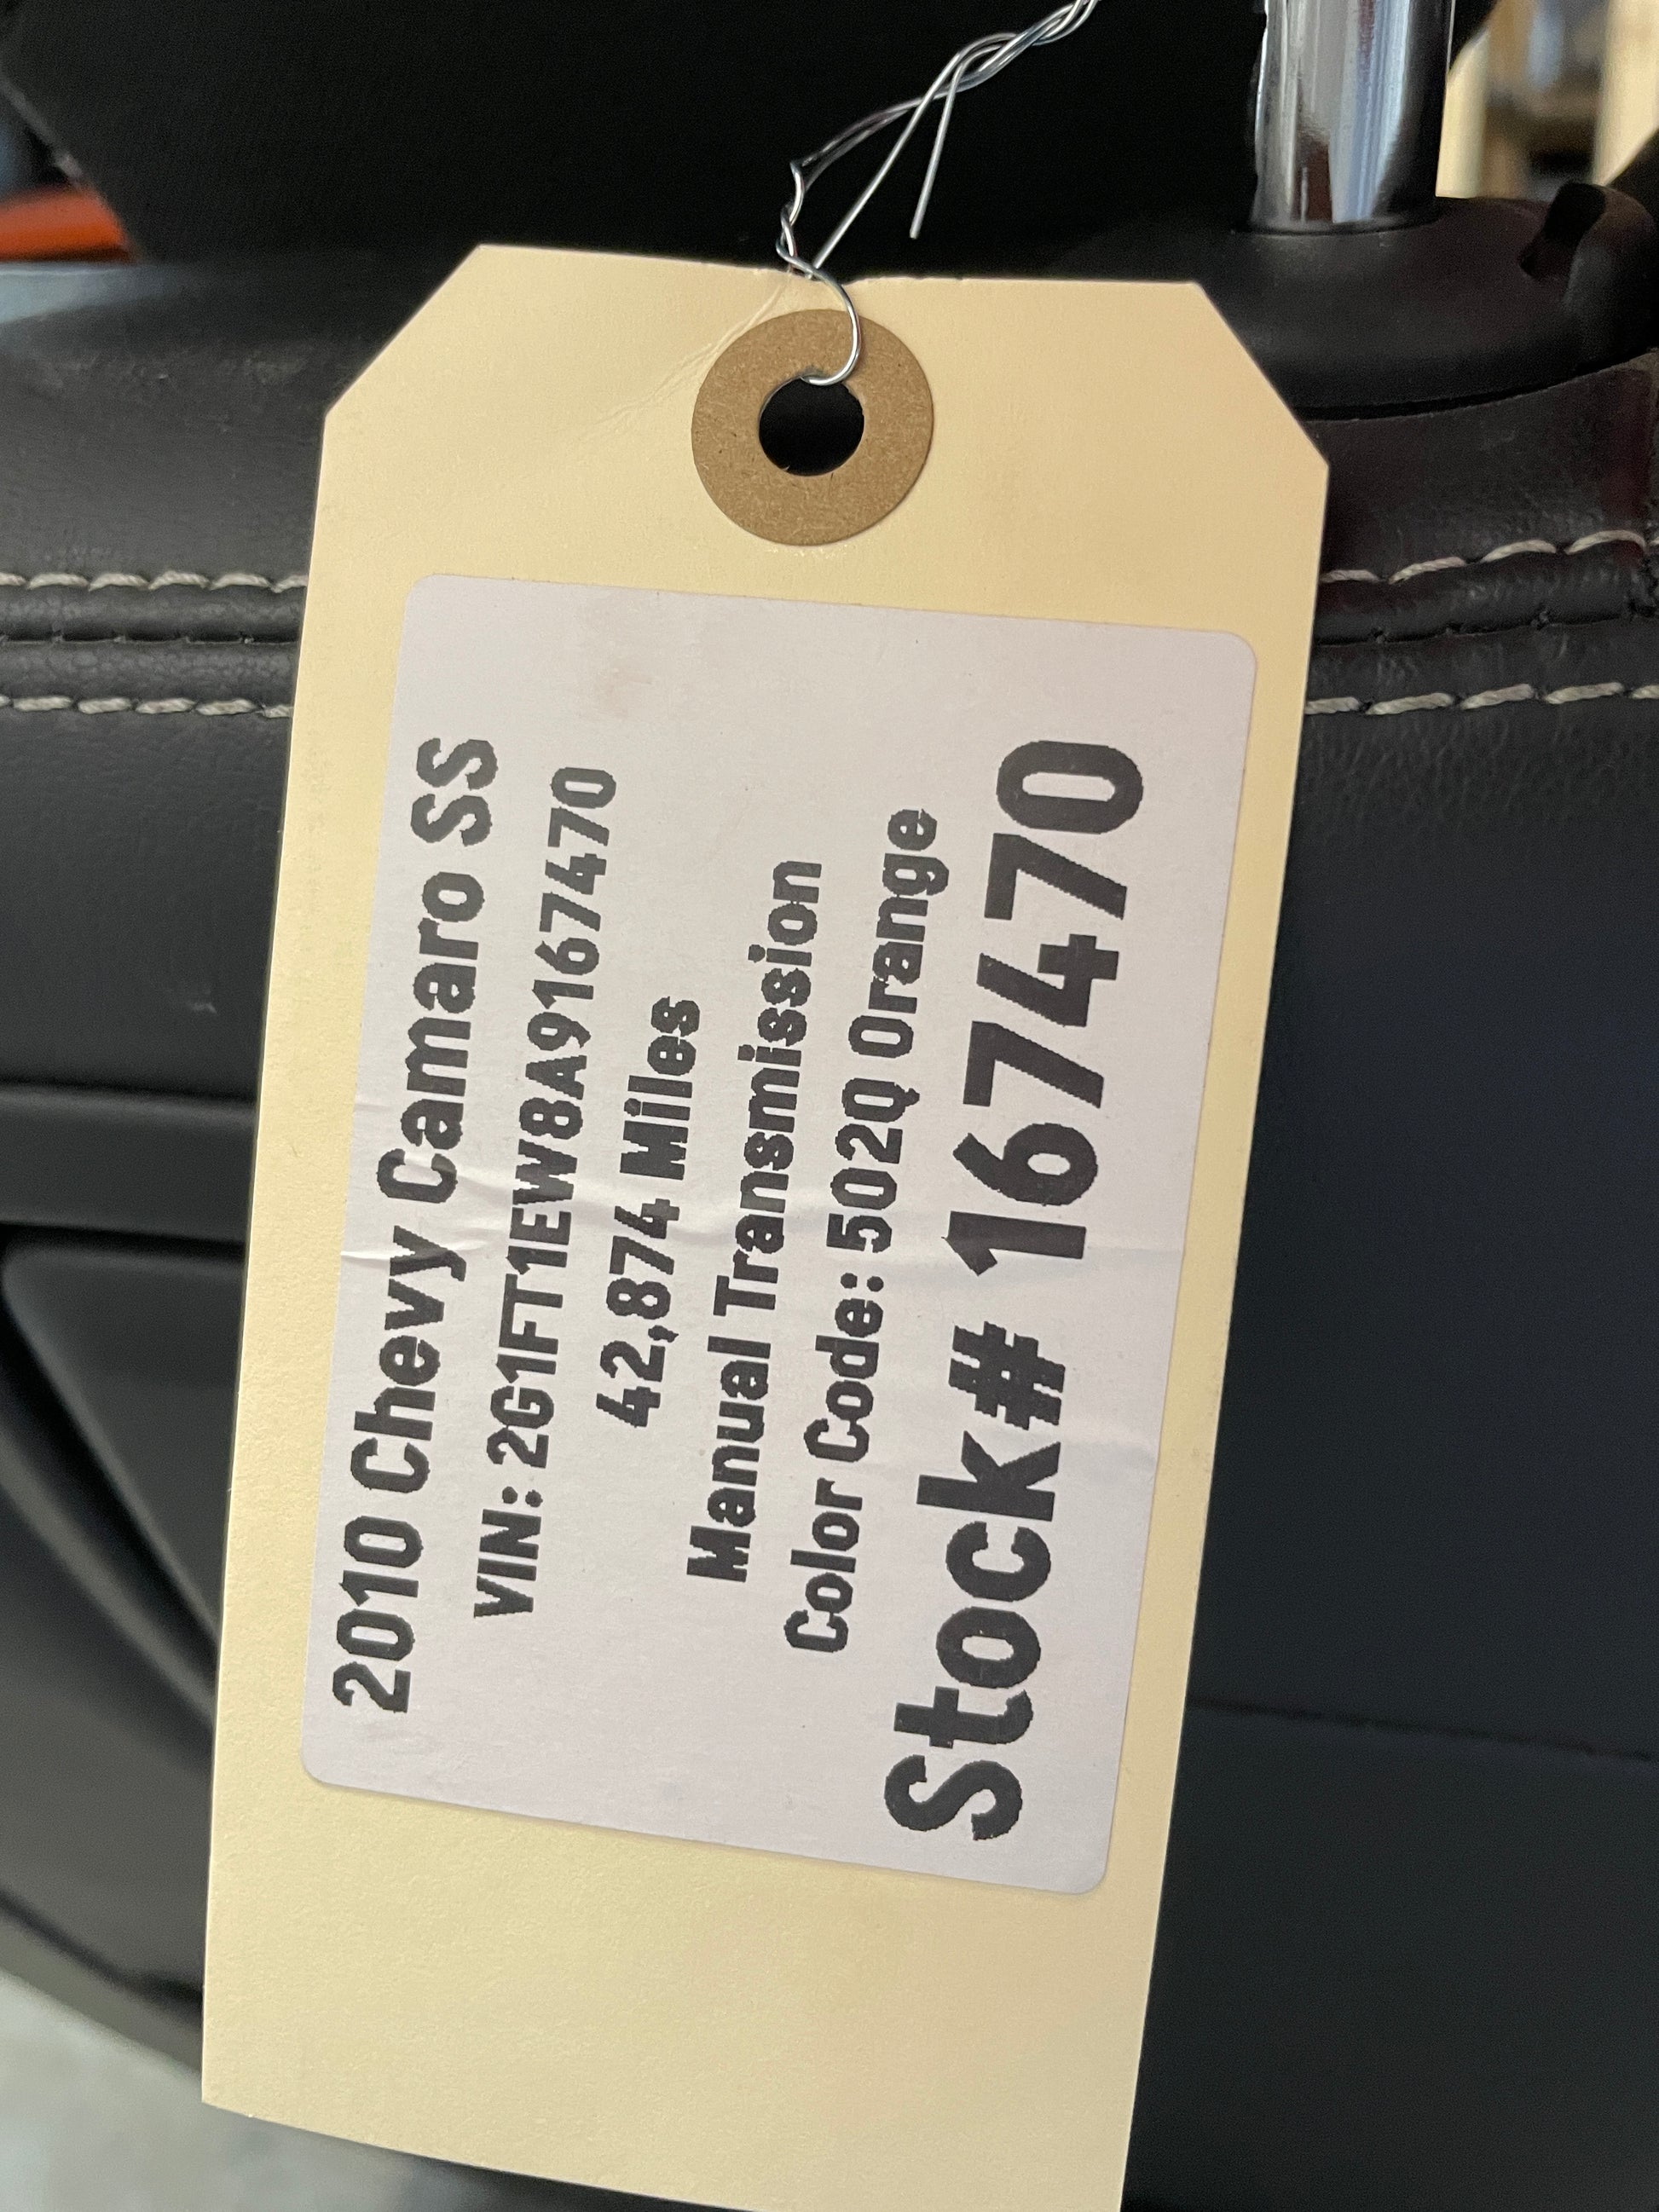 2010 Chevy Camaro SS
VIN: 2G1FT1EW8A9167470
42,874 Miles
Manual Transmission
Color Code: 502Q Orange
Stock# 167470